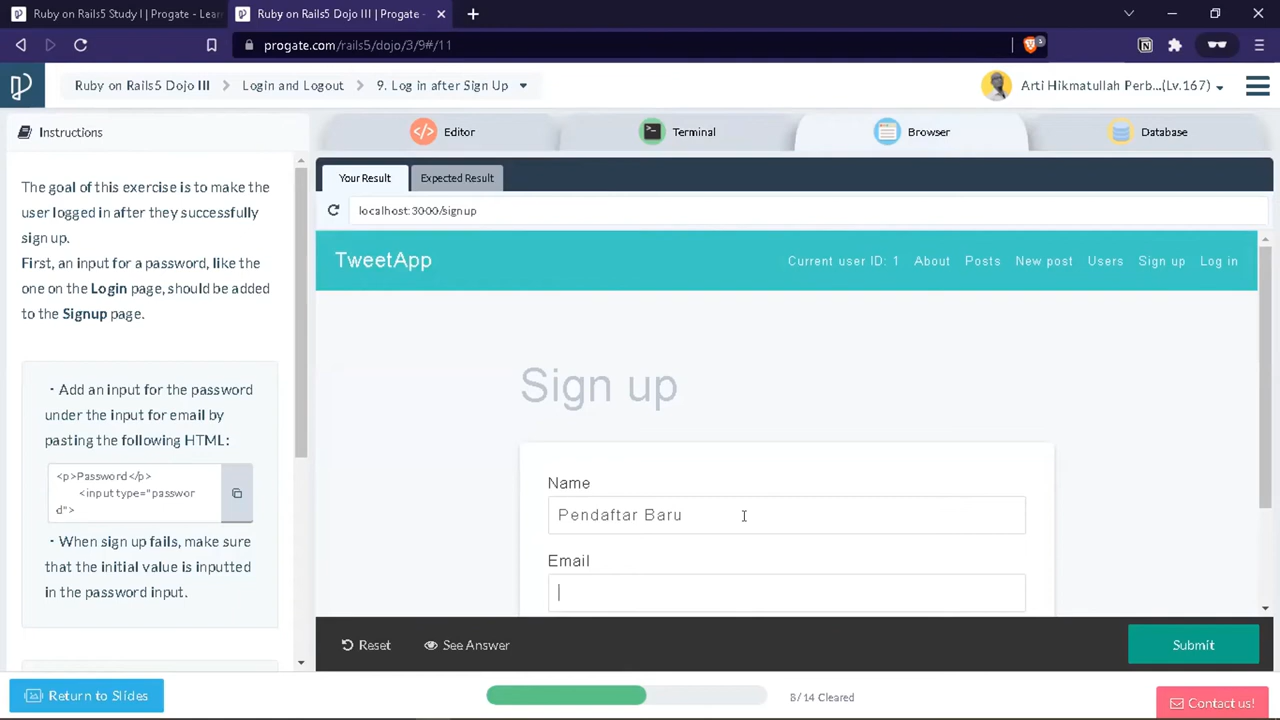 Ruby on Rails5 Study I | Progate - Lear
Ruby on Rails5 Dojo III | Progate -
progate.com/rails5/dojo/3/9#/11
3
Ruby on Rails5 Dojo III
Login and Logout
9. Log in after Sign Up
Arti Hikmatullah Perb...(Lv.167)
Instructions
Editor
Terminal
Browser
Database
Your Result
Expected Result
localhost:3000/signup
The goal of this exercise is to make the
user logged in after they successfully
sign up.
First, an input for a password, like the
one on the Login page, should be added
to the Signup page.
・Add an input for the password
under the input for email by
pasting the following HTML:
<p>Password</p>
<input type="passwor
d">
・When sign up fails, make sure
that the initial value is inputted
in the password input.
TweetApp
Current user ID: 1
About
Posts
New post
Users
Sign up
Log in
Sign up
Name
Pendaftar Baru
Email
Reset
See Answer
Submit
Return to Slides
8/14 Cleared
Contact us!